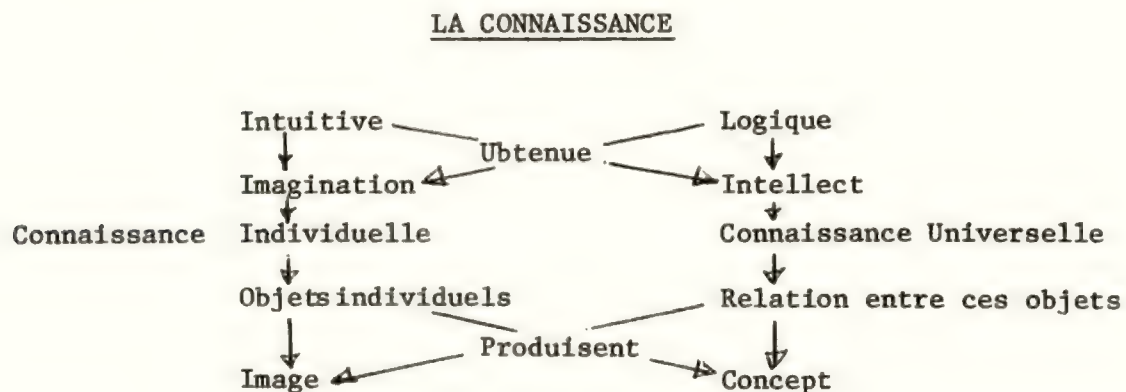 LA CONNAISSANCE
Intuitive Logique
Ubtenue
Imagination Intellect
Connaissance Individuelle Connaissance Universelle
Objets individuels Relation entre ces objets
Produisent
Image Concept